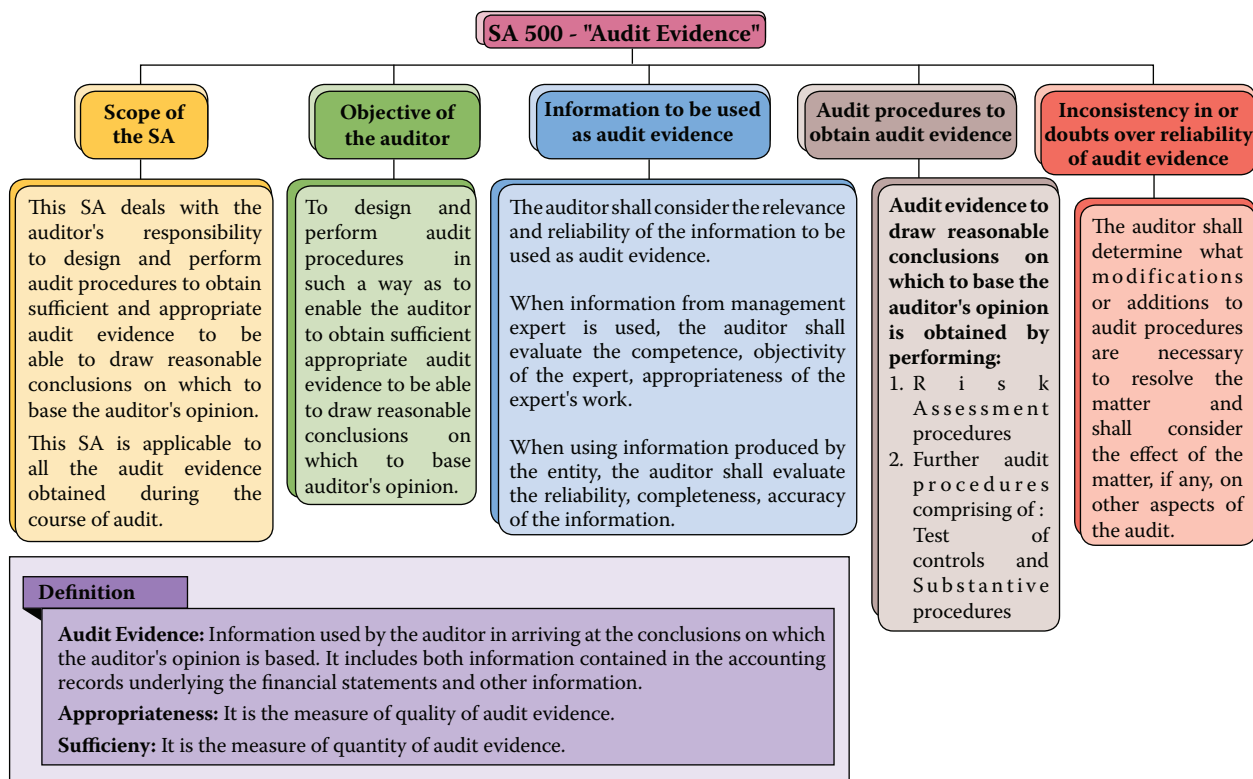 SA 500 - "Audit Evidence"
Scope of
the SA
This SA deals with the
auditor's responsibility
to design and perform
audit procedures to obtain
sufficient and appropriate
audit evidence to be
able to draw reasonable
conclusions on which to
base the auditor's opinion.
This SA is applicable to
all the audit evidence
obtained during the
course of audit.
Objective of
the auditor
To design and
perform audit
procedures in
such a way as to
enable the auditor
to obtain sufficient
appropriate audit
evidence to be able
to draw reasonable
conclusions on
which to base
auditor's opinion.
Information to be used
as audit evidence
The auditor shall consider the relevance
and reliability of the information to be
used as audit evidence.
When information from management
expert is used, the auditor shall
evaluate the competence, objectivity
of the expert, appropriateness of the
expert's work.
When using information produced by
the entity, the auditor shall evaluate
the reliability, completeness, accuracy
of the information.
Audit procedures to
obtain audit evidence
Audit evidence to
draw reasonable
conclusions on
which to base the
auditor's opinion
is obtained by
performing:
1. Risk
Assessment
procedures
2. Further audit
procedures
comprising of :
Test of
controls and
Substantive
procedures
Inconsistency in or
doubts over reliability
of audit evidence
The auditor shall
determine what
modifications
or additions to
audit procedures
are necessary
to resolve the
matter and
shall consider
the effect of the
matter, if any, on
other aspects of
the audit.
Definition
Audit Evidence: Information used by the auditor in arriving at the conclusions on which
the auditor's opinion is based. It includes both information contained in the accounting
records underlying the financial statements and other information.
Appropriateness: It is the measure of quality of audit evidence.
Sufficieny: It is the measure of quantity of audit evidence.